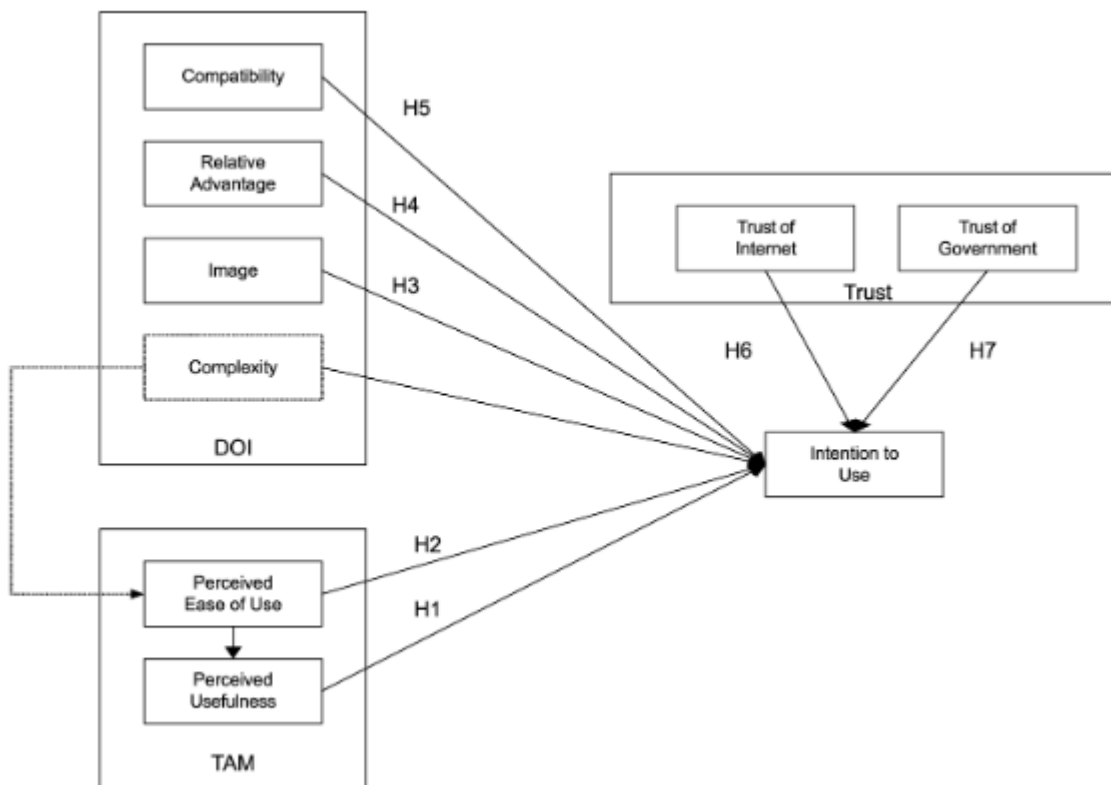 Compatibility
Relative
Advantage
Image
Complexity
DOI
H5
H4
H3
Trust of
Internet
Trust of
Government
Trust
H6
H7
Intention to
Use
H2
H1
Perceived
Ease of Use
Perceived
Usefulness
TAM